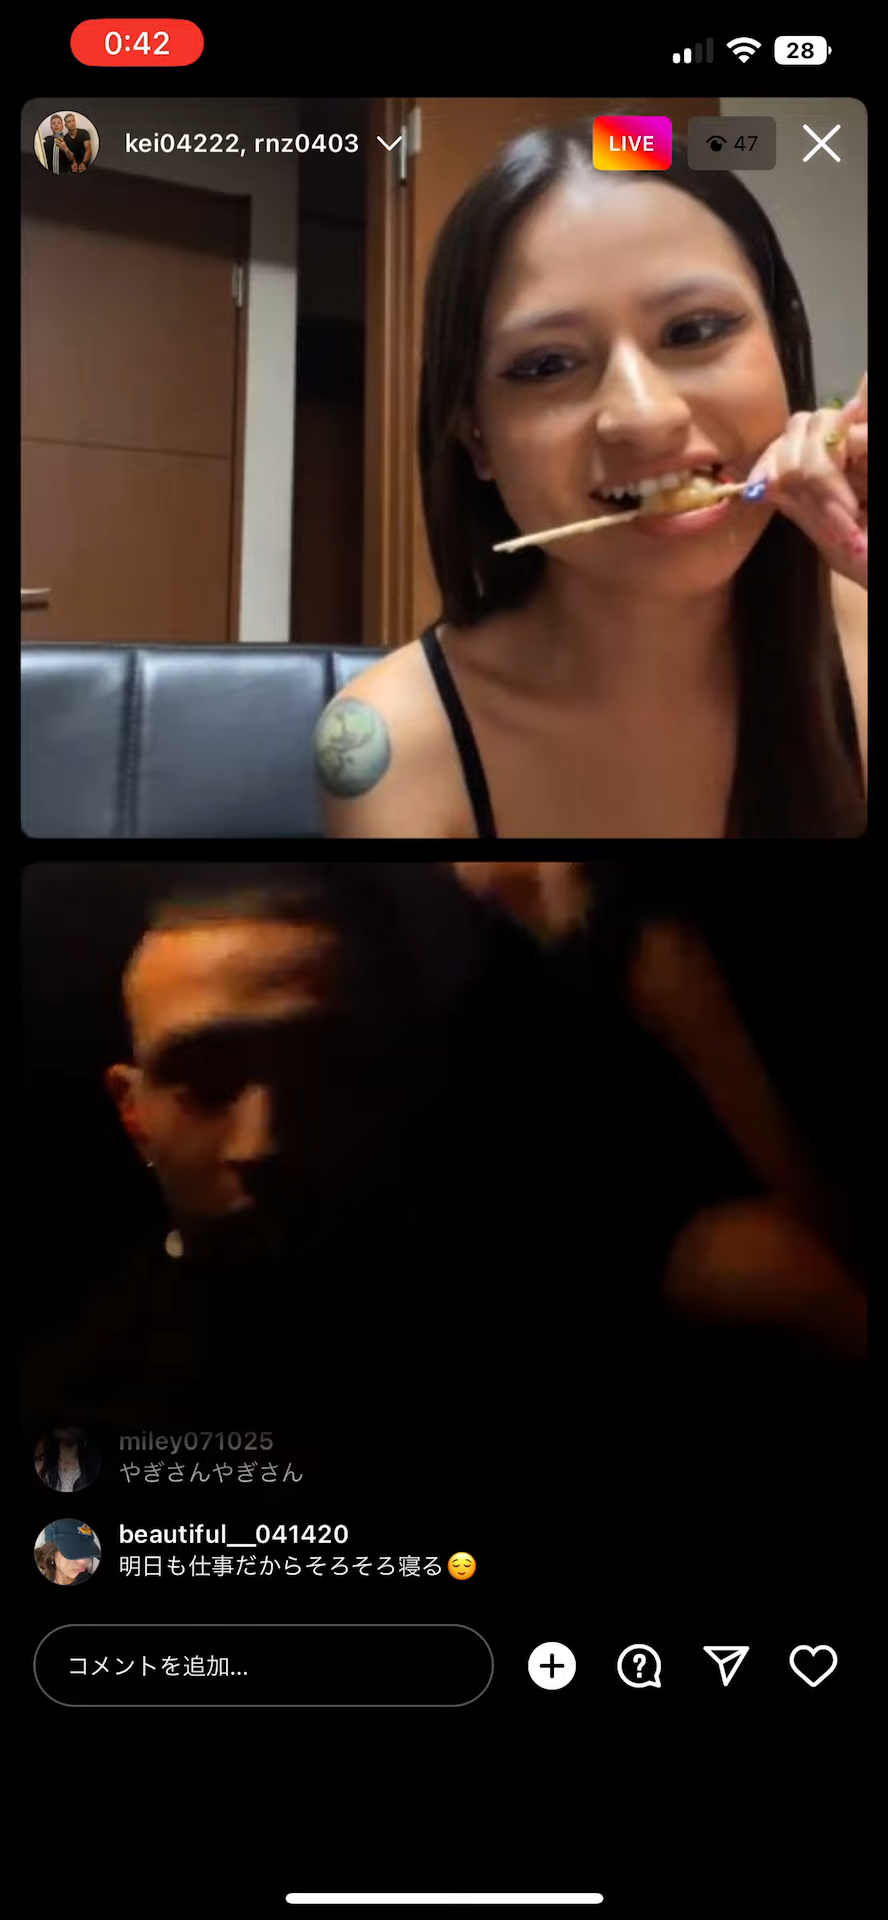 0:42
28
kei04222, rnz0403
LIVE
47
miley071025
やぎさんやぎさん
beautiful__041420
明日も仕事だからそろそろ寝る😌
コメントを追加...